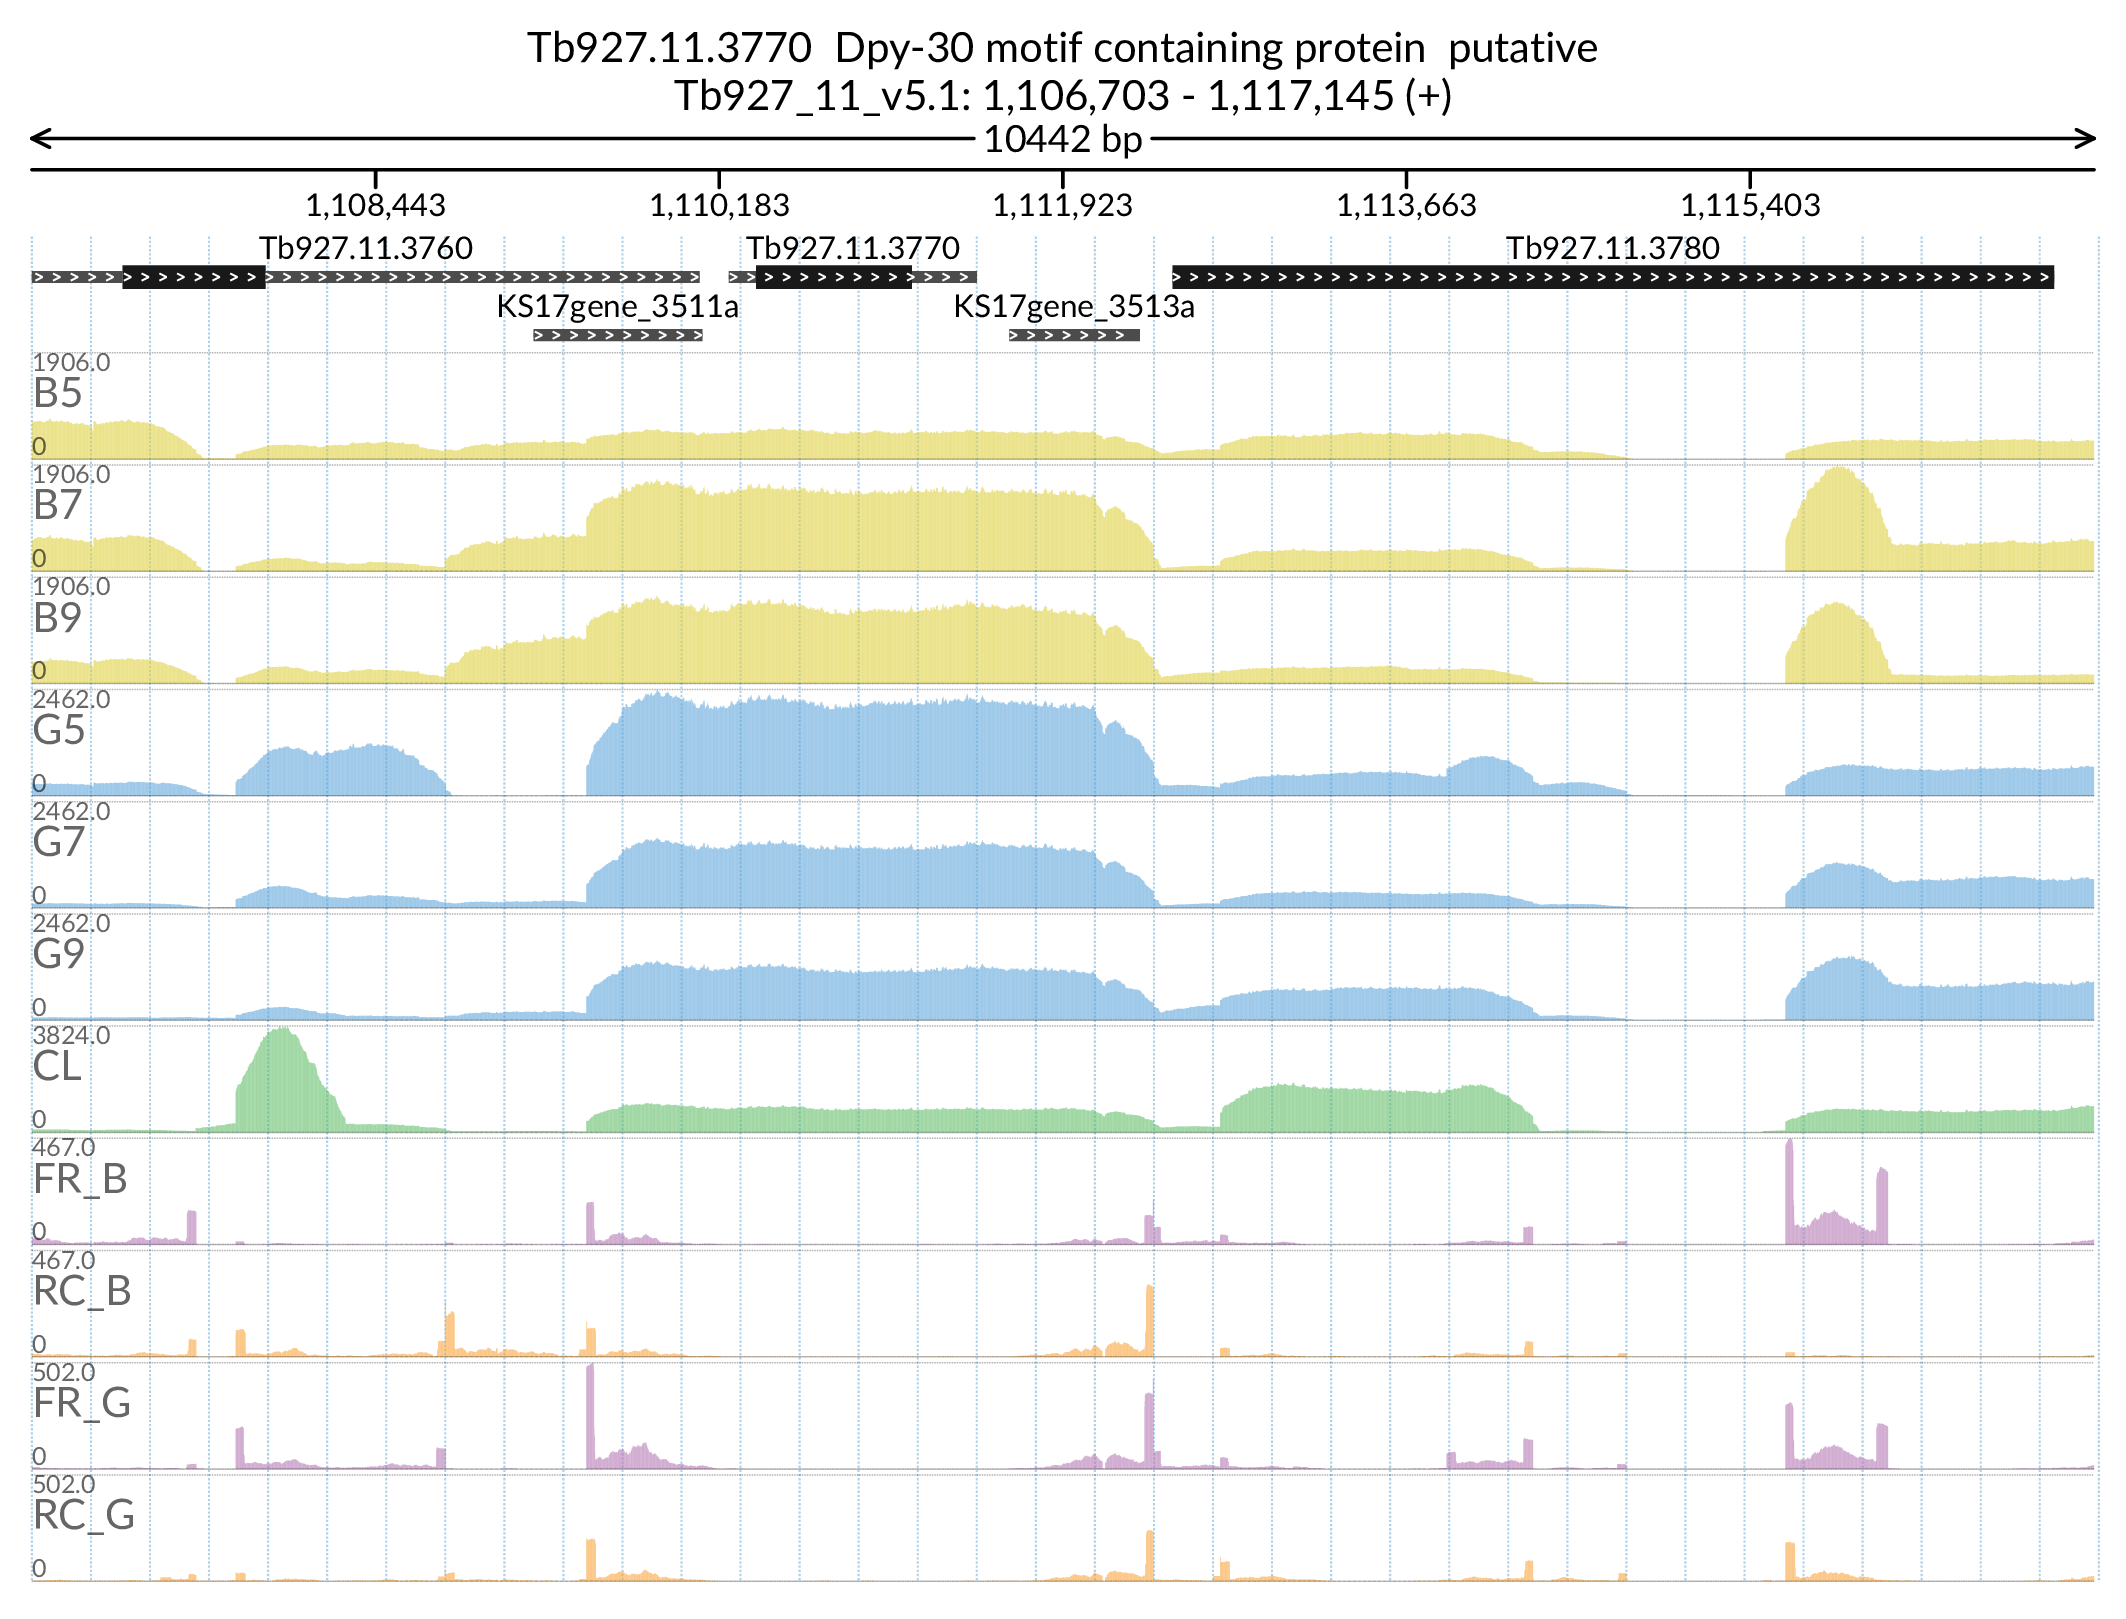 Tb927.11.3770  Dpy-30 motif containing protein  putative
Tb927_11_v5.1: 1,106,703 - 1,117,145 (+)
10442 bp
1,108,443 1,110,183 1,111,923 1,113,663 1,115,403
Tb927.11.3760 Tb927.11.3770 Tb927.11.3780
KS17gene_3511a KS17gene_3513a
1906.0
B5
0
1906.0
B7
0
1906.0
B9
0
2462.0
G5
0
2462.0
G7
0
2462.0
G9
0
3824.0
CL
0
467.0
FR_B
0
467.0
RC_B
0
502.0
FR_G
0
502.0
RC_G
0